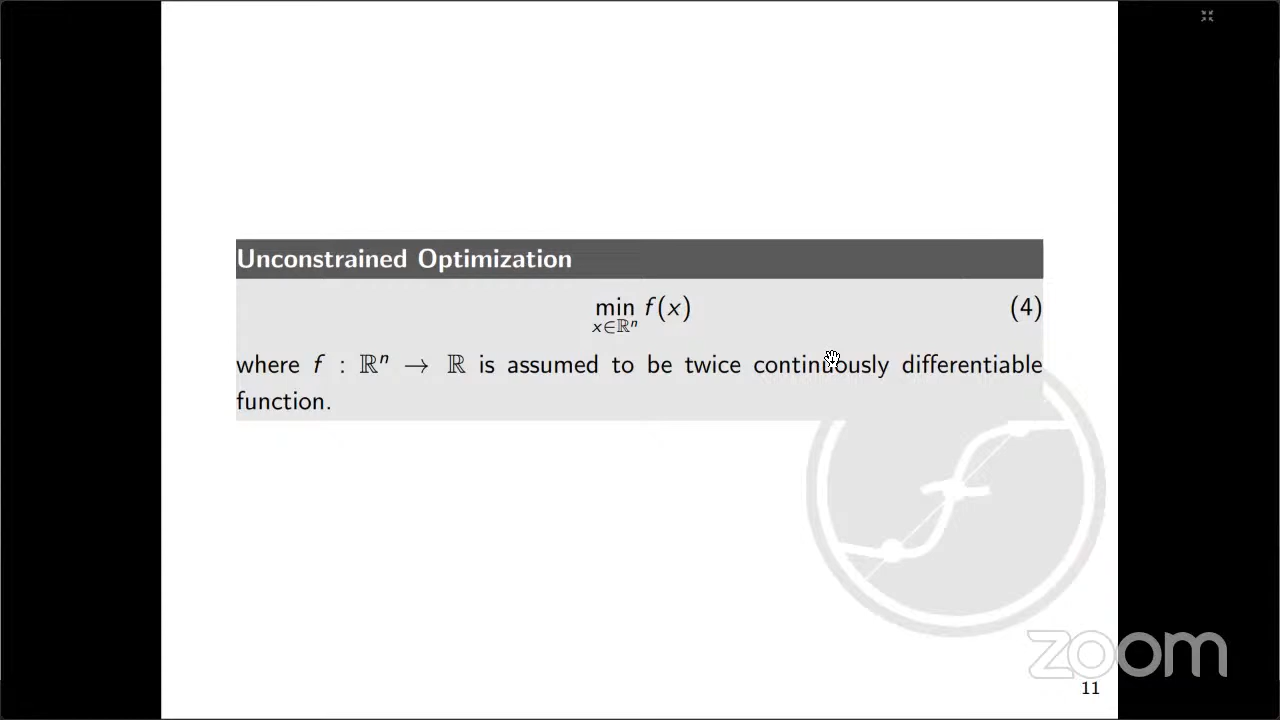 Unconstrained Optimization
min f(x) (4)
x∈ℝⁿ
where f : ℝⁿ → ℝ is assumed to be twice continuously differentiable
function.
zoom
11